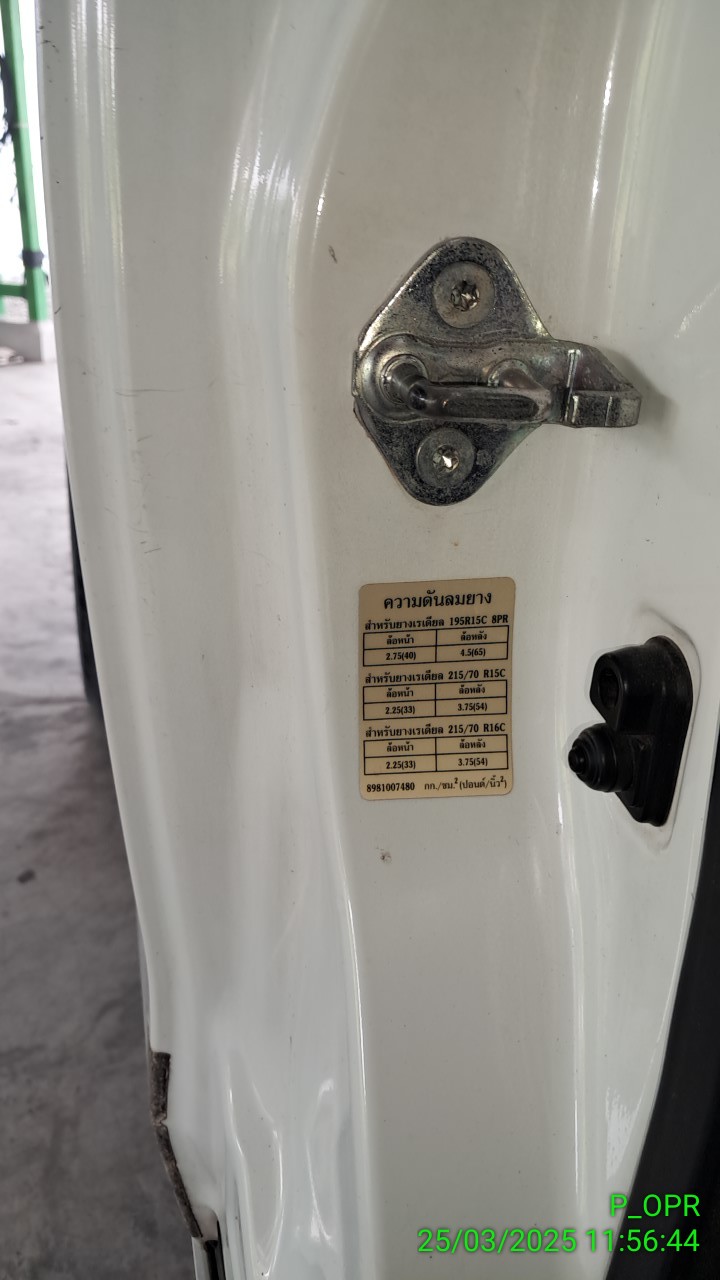 ความดันลมยาง
สำหรับยางเรเดียล 195R15C 8PR
ล้อหน้า ล้อหลัง
2.75(40) 4.5(65)
สำหรับยางเรเดียล 215/70 R15C
ล้อหน้า ล้อหลัง
2.25(33) 3.75(54)
สำหรับยางเรเดียล 215/70 R16C
ล้อหน้า ล้อหลัง
2.25(33) 3.75(54)
8981007480 กก./ซม.² (ปอนด์/นิ้ว²)
P_OPR
25/03/2025 11:56:44